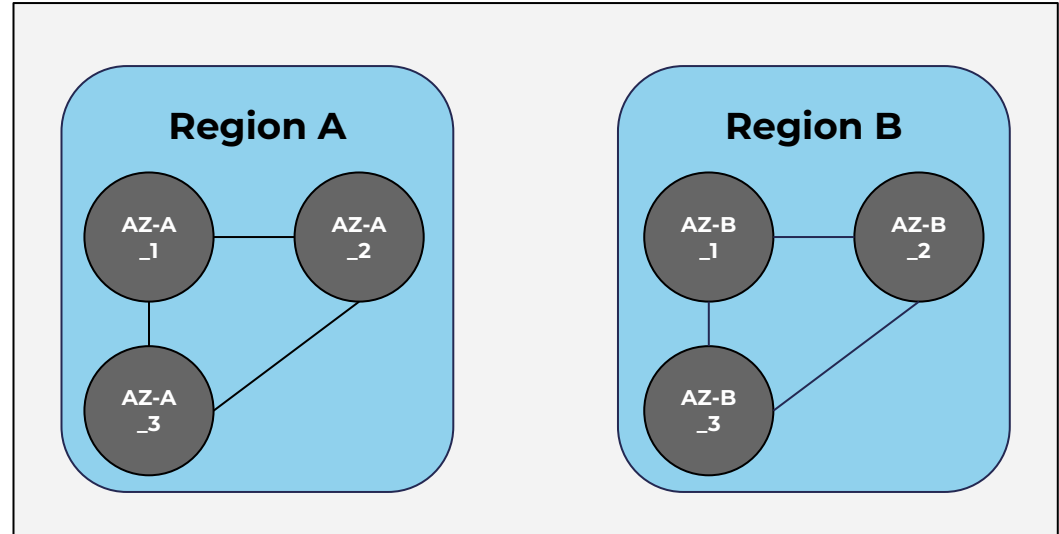 Region A
AZ-A
_1
AZ-A
_2
AZ-A
_3
Region B
AZ-B
_1
AZ-B
_2
AZ-B
_3